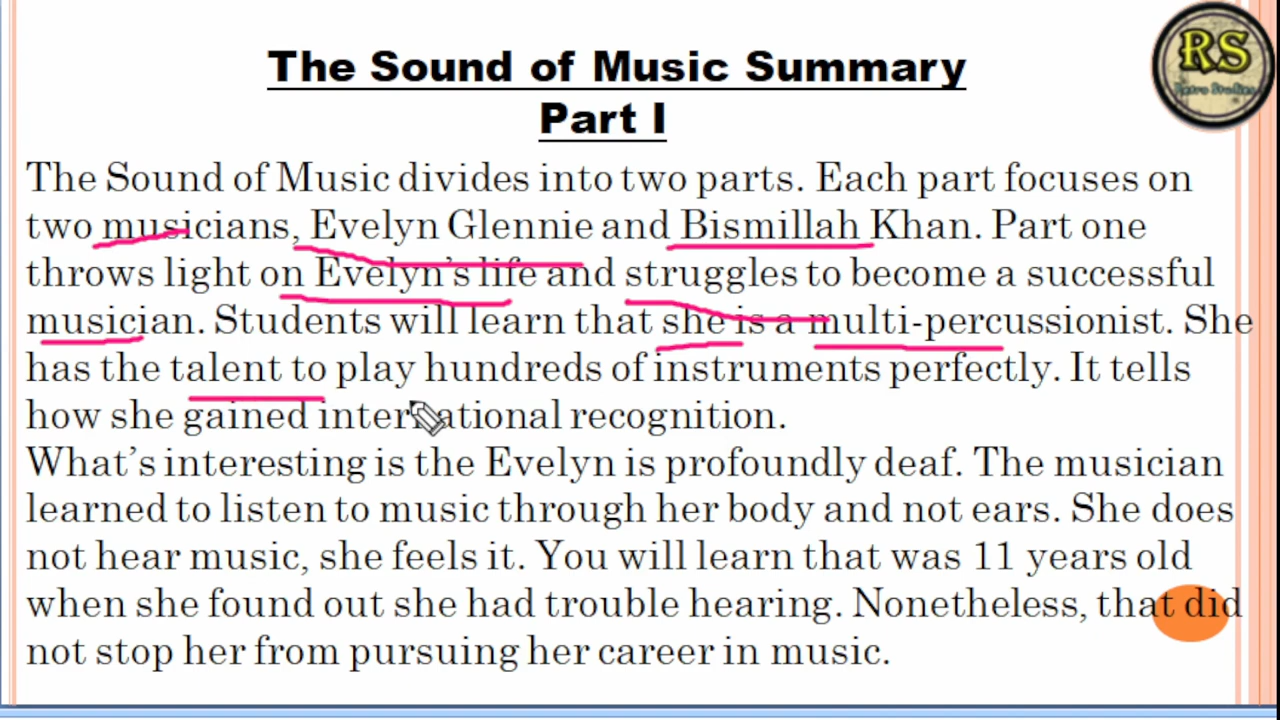 The Sound of Music Summary
Part I
RS
The Sound of Music divides into two parts. Each part focuses on
two musicians, Evelyn Glennie and Bismillah Khan. Part one
throws light on Evelyn's life and struggles to become a successful
musician. Students will learn that she is a multi-percussionist. She
has the talent to play hundreds of instruments perfectly. It tells
how she gained international recognition.
What's interesting is the Evelyn is profoundly deaf. The musician
learned to listen to music through her body and not ears. She does
not hear music, she feels it. You will learn that was 11 years old
when she found out she had trouble hearing. Nonetheless, that did
not stop her from pursuing her career in music.